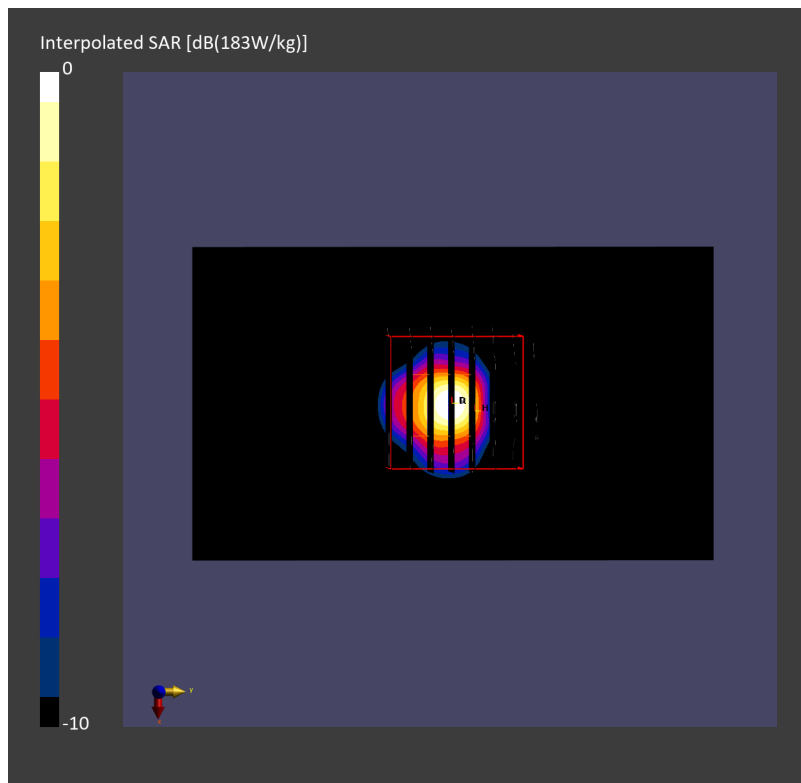 Interpolated SAR [dB(183W/kg)]
0
H
y
x
-10